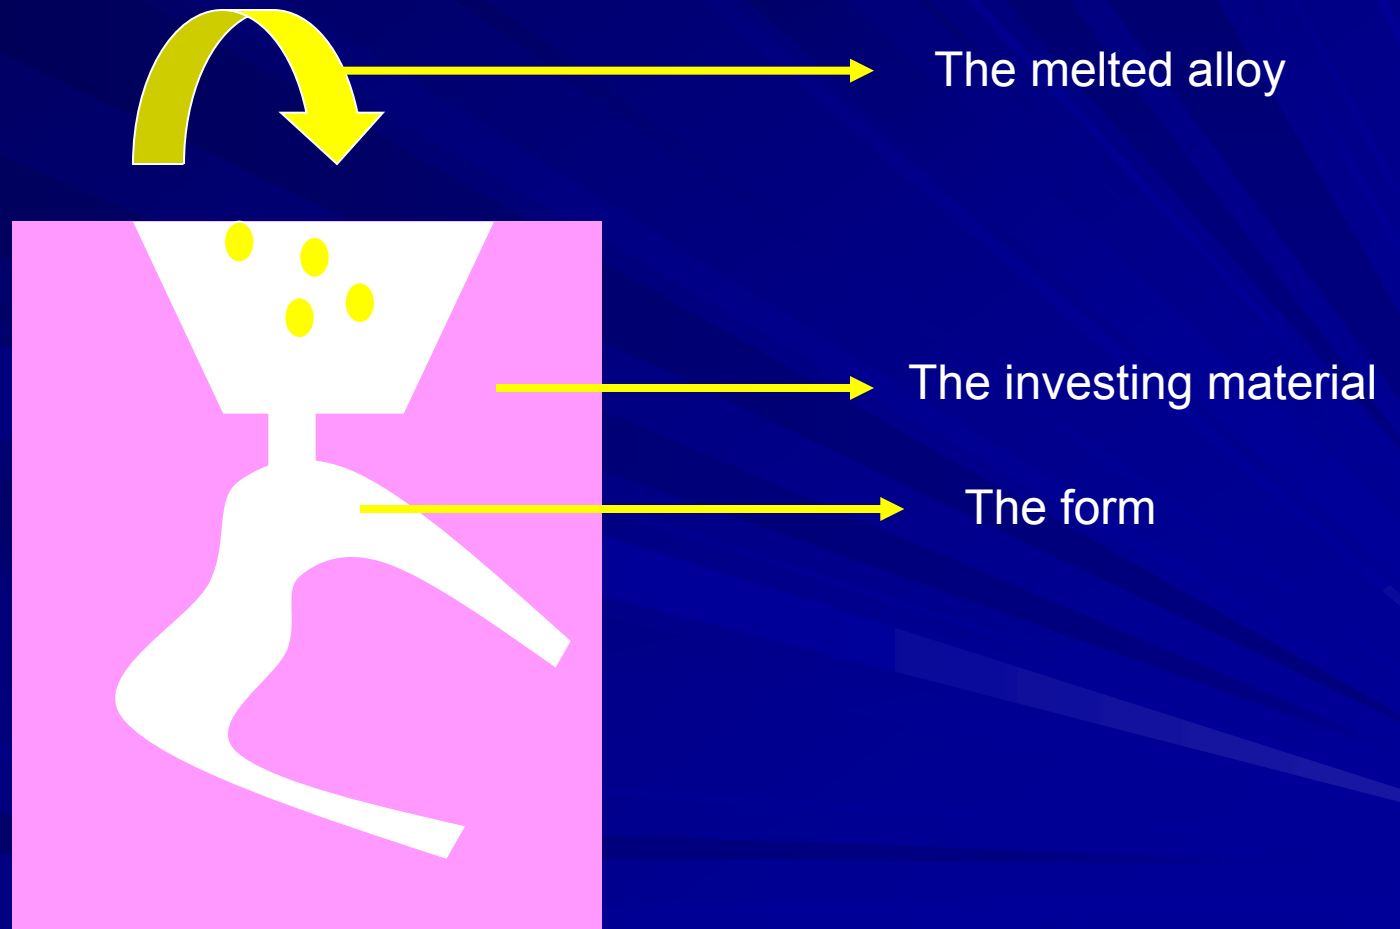 The melted alloy
The investing material
The form